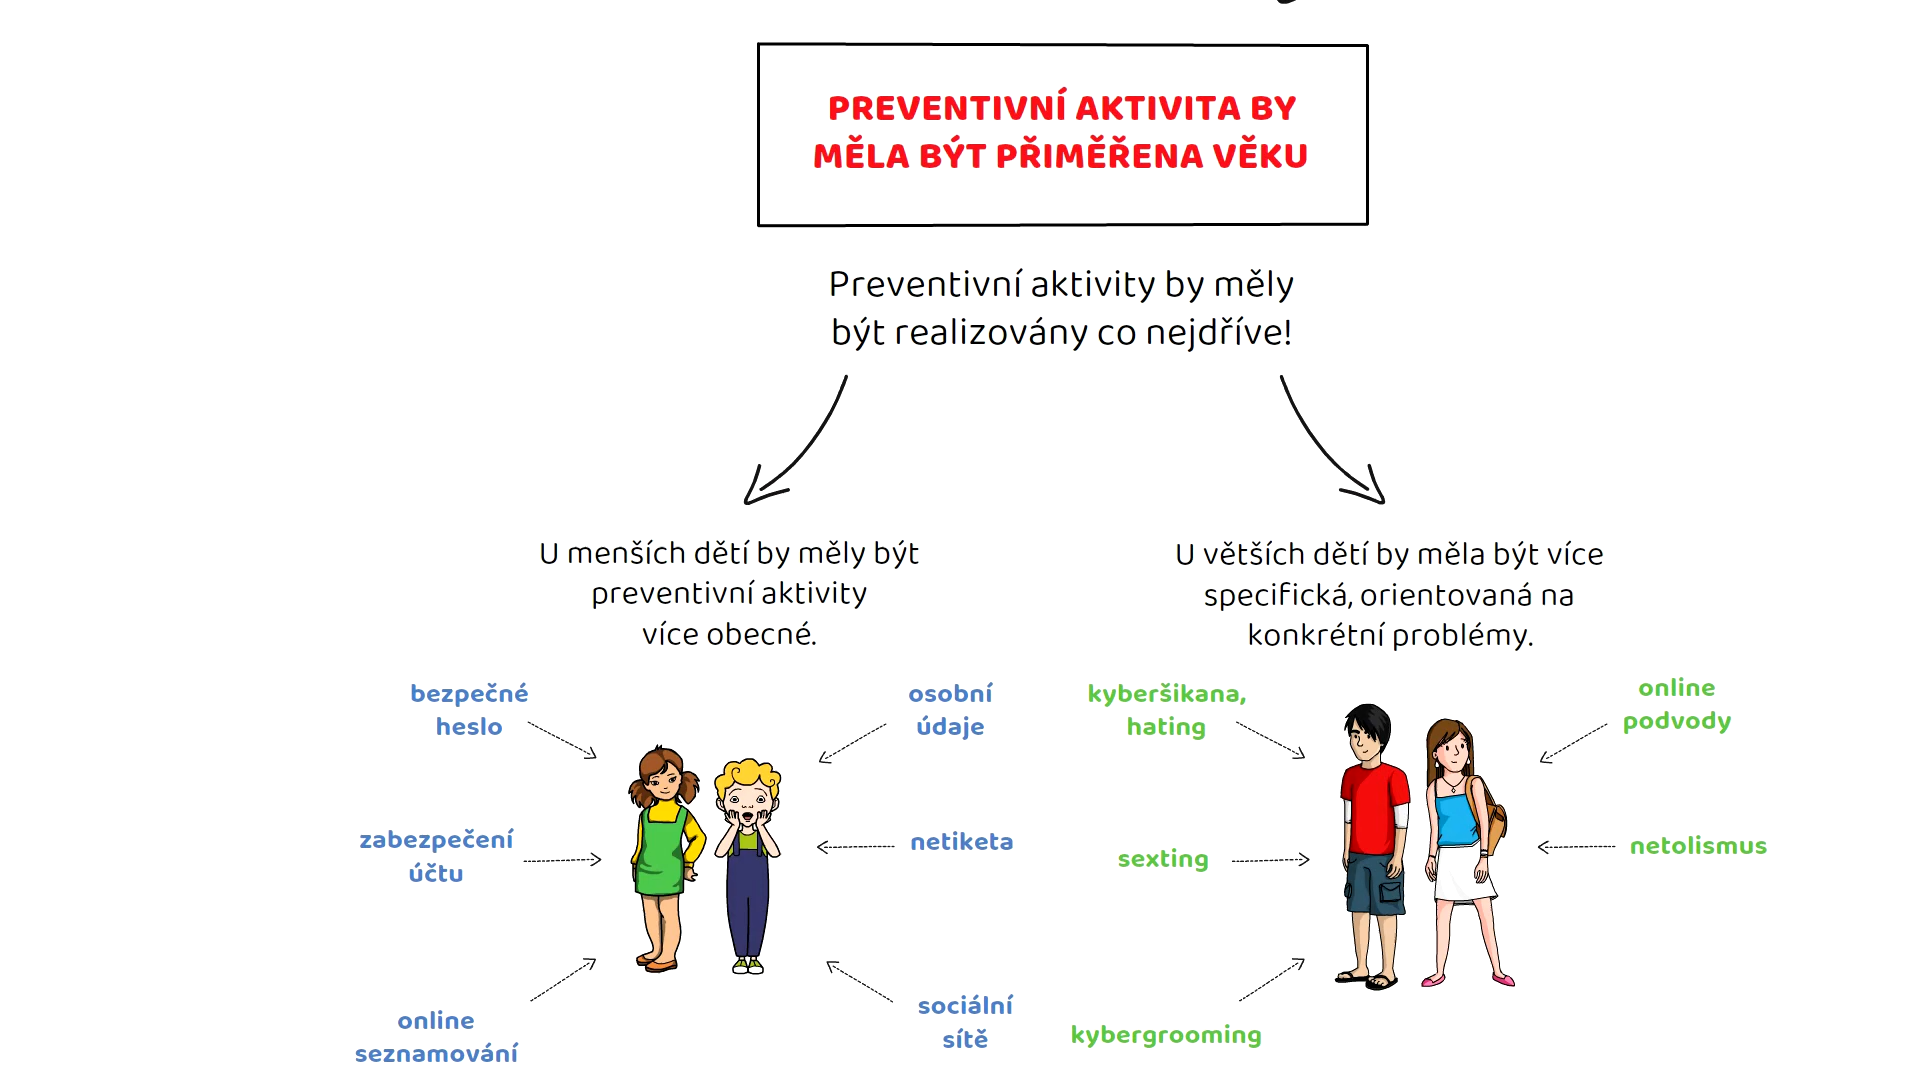 PREVENTIVNÍ AKTIVITA BY
MĚLA BÝT PŘIMĚŘENA VĚKU
Preventivní aktivity by měly
být realizovány co nejdříve!
U menších dětí by měly být
preventivní aktivity
více obecné.
bezpečné
heslo
osobní
údaje
zabezpečení
účtu
netiketa
online
seznamování
sociální
sítě
U větších dětí by měla být více
specifická, orientovaná na
konkrétní problémy.
kyberšikana,
hating
online
podvody
sexting
netolismus
kybergrooming